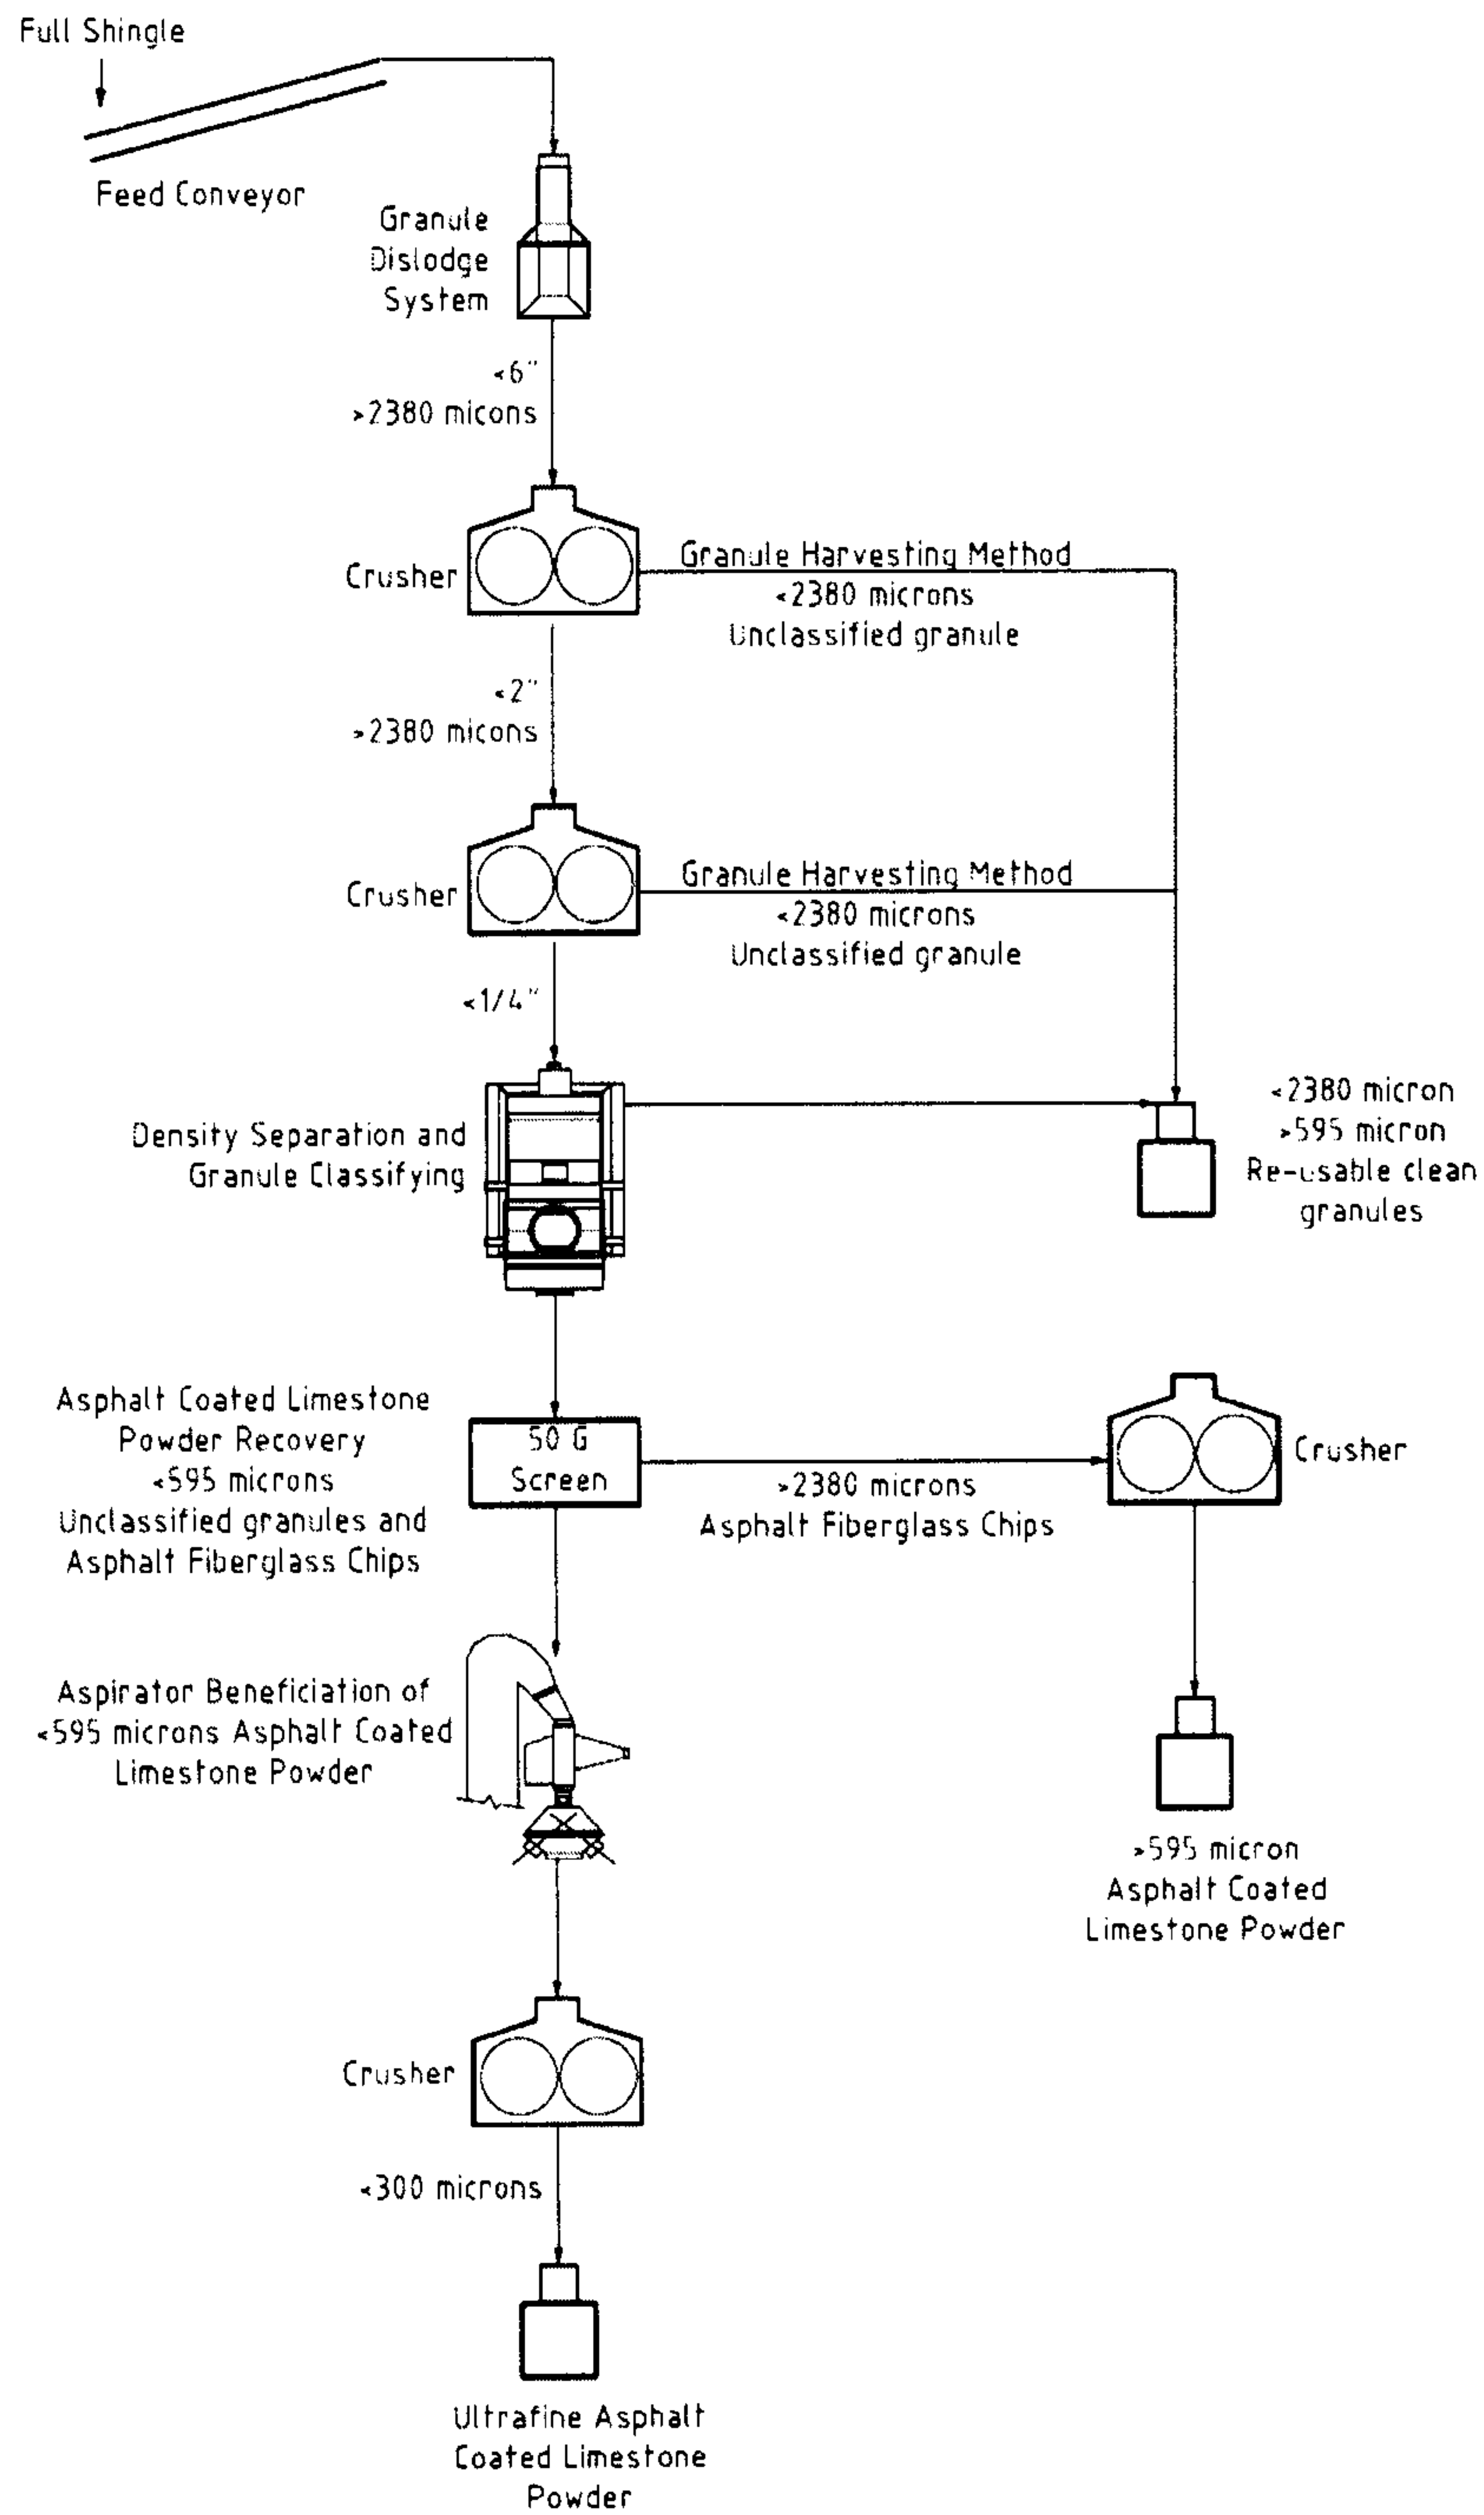 Full Shingle
Feed Conveyor
Granule
Dislodge
System
<6"
>2380 micons
Crusher
Granule Harvesting Method
<2380 microns
Unclassified granule
<2"
>2380 micons
Crusher
Granule Harvesting Method
<2380 microns
Unclassified granule
<1/4"
Density Separation and
Granule Classifying
<2380 micron
>595 micron
Re-usable clean
granules
Asphalt Coated Limestone
Powder Recovery
<595 microns
Unclassified granules and
Asphalt Fiberglass Chips
50 G
Screen
>2380 microns
Asphalt Fiberglass Chips
Crusher
Aspirator Beneficiation of
<595 microns Asphalt Coated
Limestone Powder
>595 micron
Asphalt Coated
Limestone Powder
Crusher
<300 microns
Ultrafine Asphalt
Coated Limestone
Powder